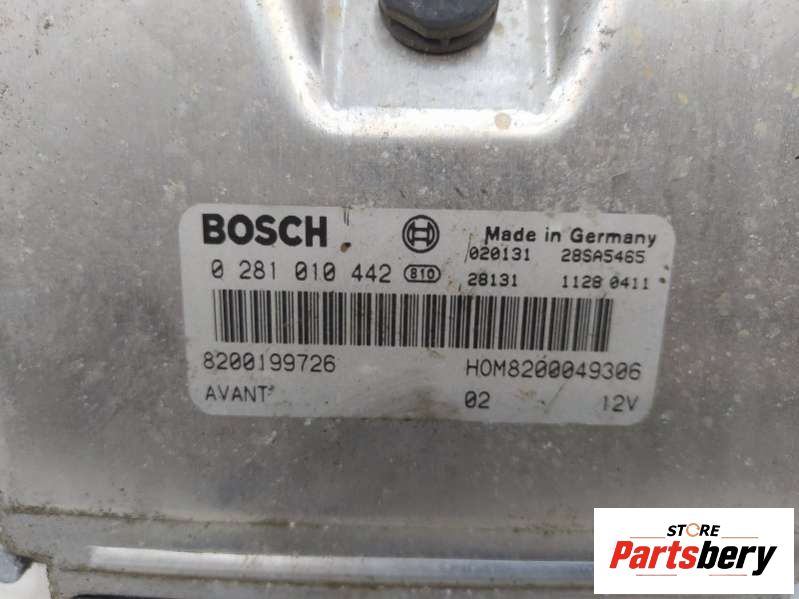 BOSCH Made in Germany
020131 28SA5465
0 281 010 442 810 28131 1128 0411
8200199726 HOM8200049306
AVANT 02 12V
STORE
Partsbery